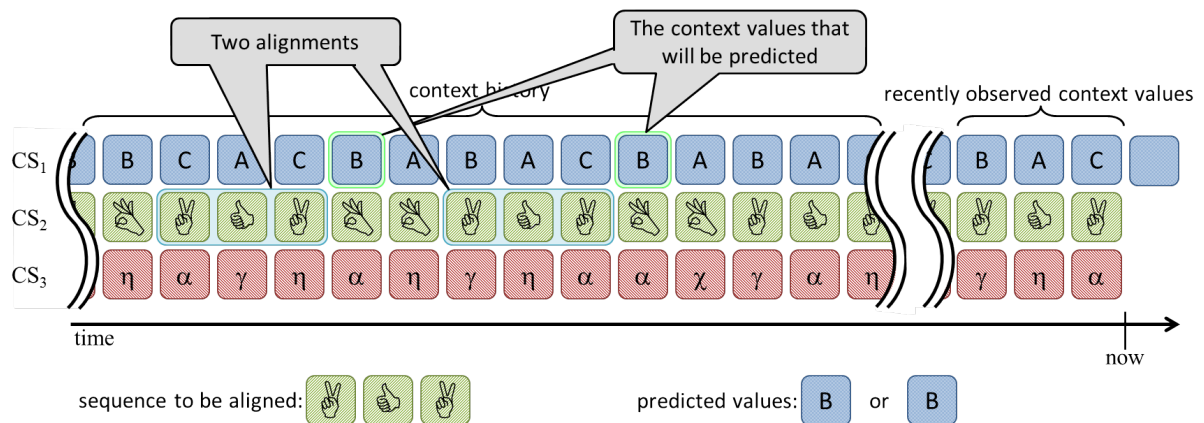 Two alignments
The context values that
will be predicted
context history
recently observed context values
CS1 B C A C B A B A C B A B A C B A C
CS2
CS3 η α γ η α η γ η α α χ γ α η γ η α
time
now
sequence to be aligned:
predicted values: B or B